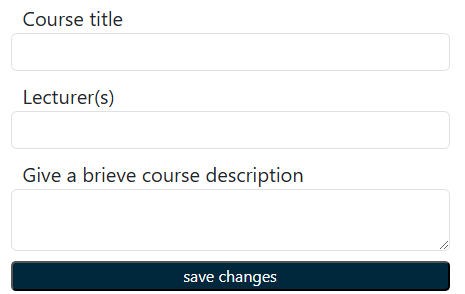 Course title
Lecturer(s)
Give a brieve course description
save changes